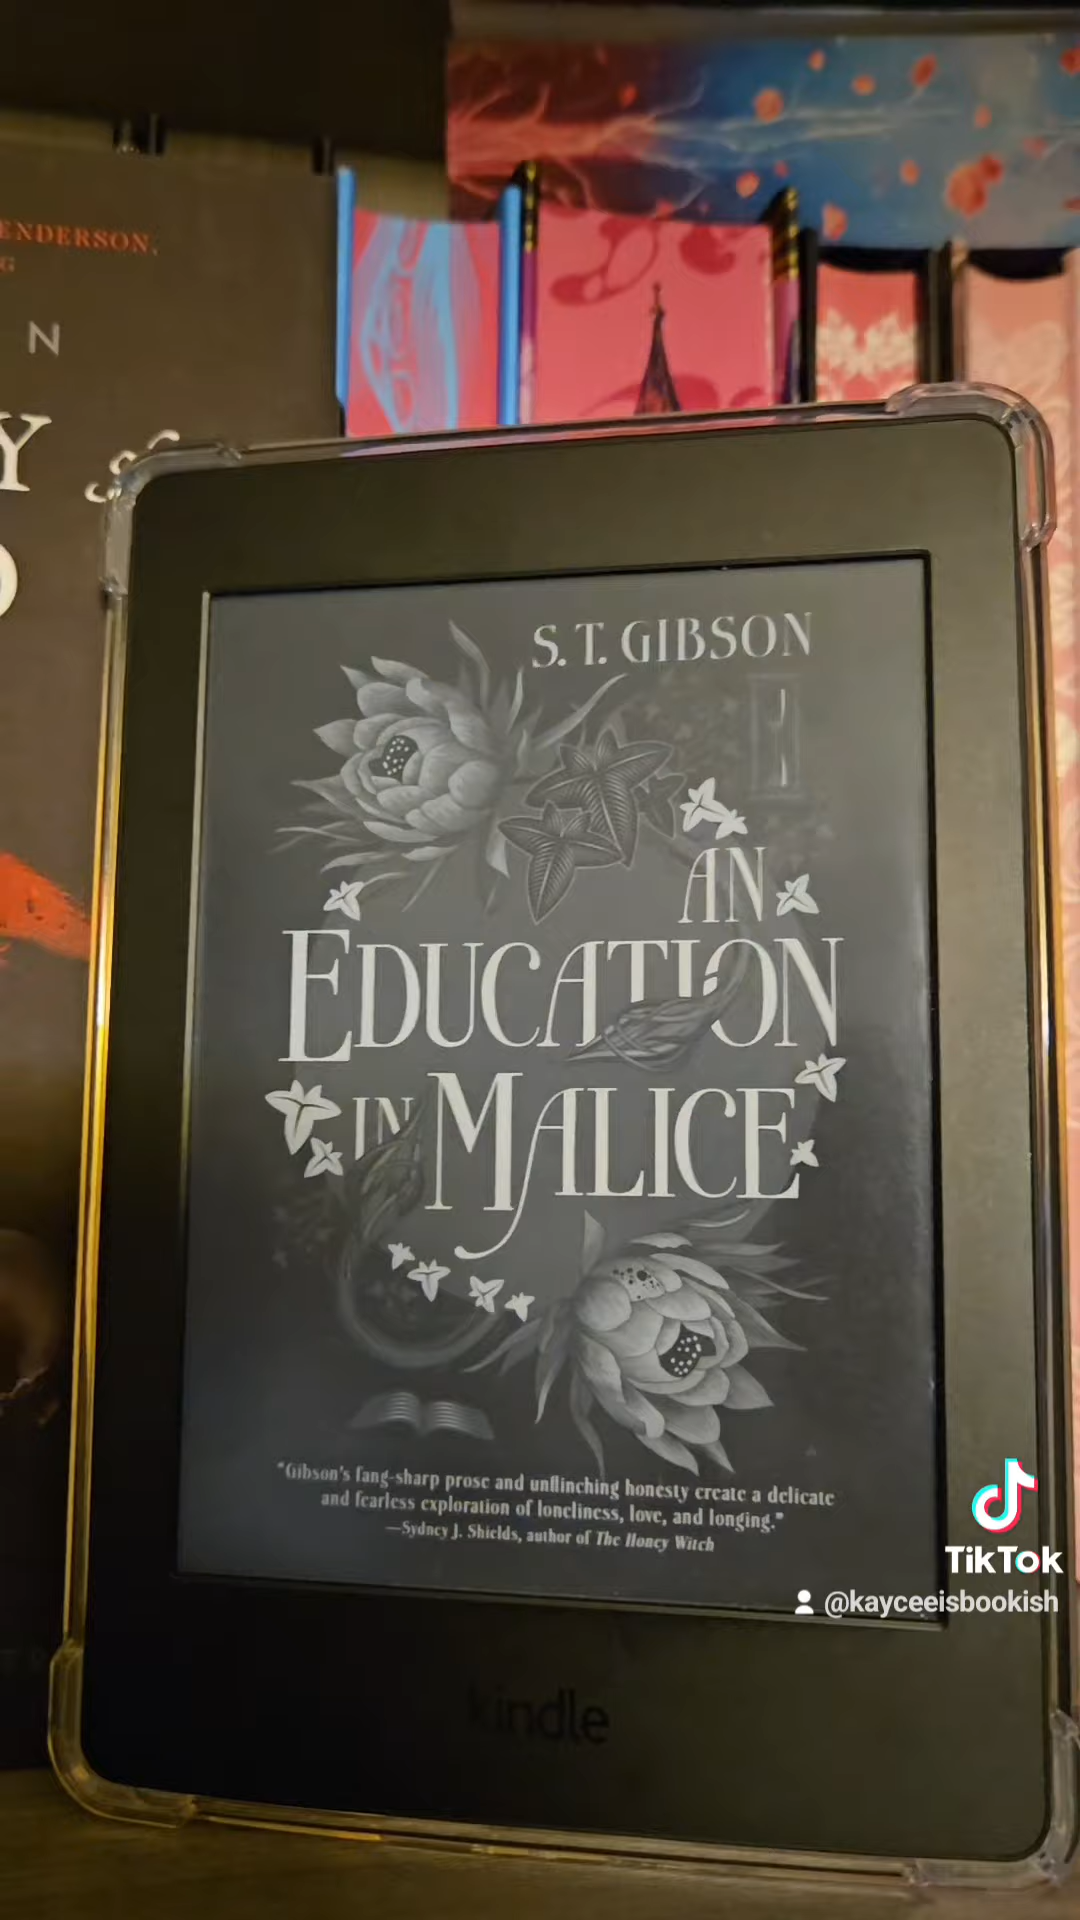 ENDERSON,
G
N
Y
S. T. GIBSON
AN
EDUCATION
IN MALICE
"Gibson's fang-sharp prose and unflinching honesty create a delicate
and fearless exploration of loneliness, love, and longing."
—Sydney J. Shields, author of The Honey Witch
kindle
TikTok
@kayceeisbookish